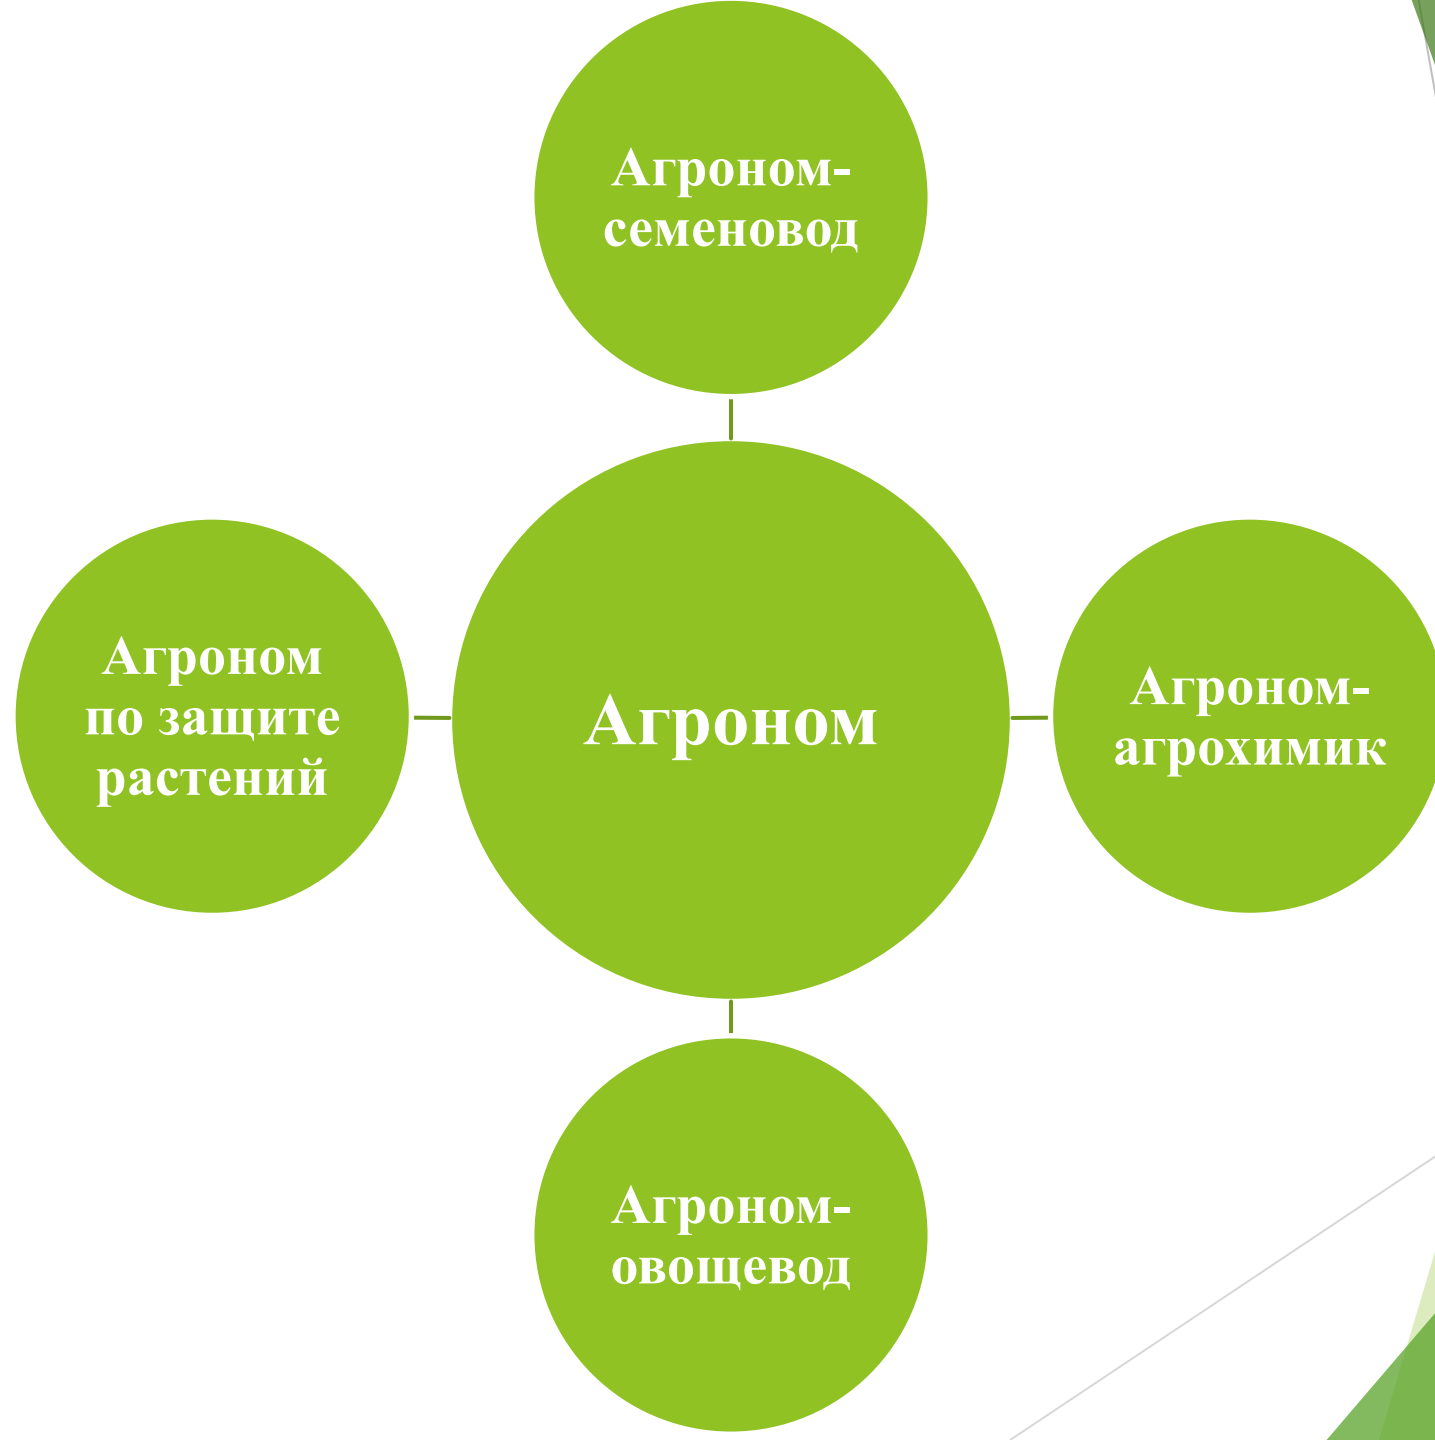 Агроном-
семеновод
Агроном
по защите
растений
Агроном
Агроном-
агрохимик
Агроном-
овощевод